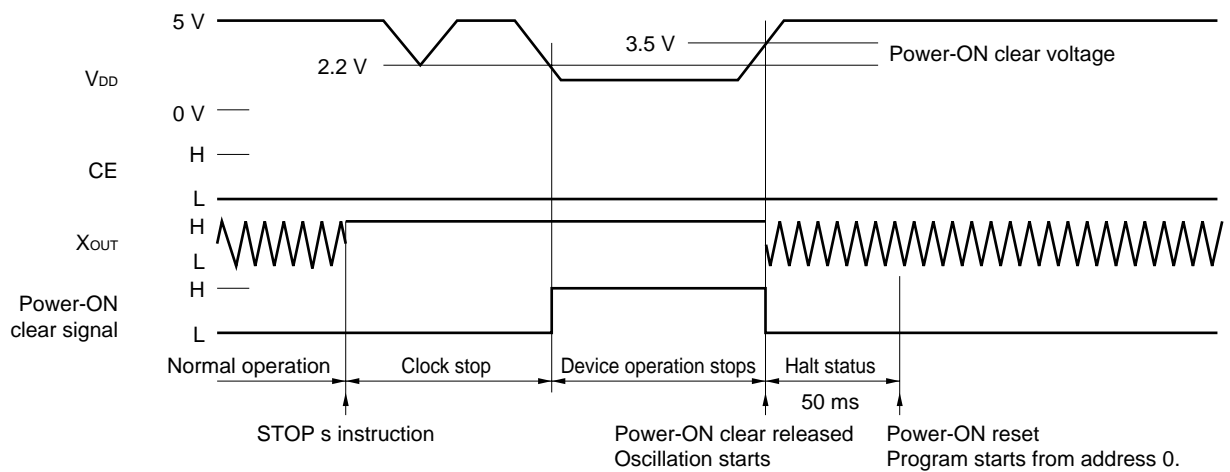 5 V
3.5 V
Power-ON clear voltage
2.2 V
VDD
0 V
H
CE
L
H
XOUT
L
H
Power-ON
clear signal
L
Normal operation
Clock stop
Device operation stops
Halt status
50 ms
STOP s instruction
Power-ON clear released
Oscillation starts
Power-ON reset
Program starts from address 0.